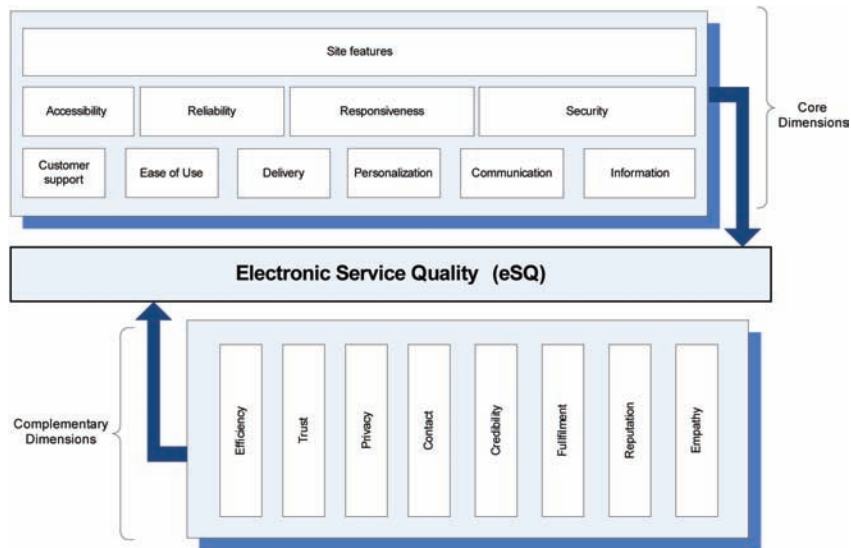 Site features
Accessibility
Reliability
Responsiveness
Security
Core
Dimensions
Customer
support
Ease of Use
Delivery
Personalization
Communication
Information
Electronic Service Quality (eSQ)
Complementary
Dimensions
Efficiency
Trust
Privacy
Contact
Credibility
Fullfilment
Reputation
Empathy